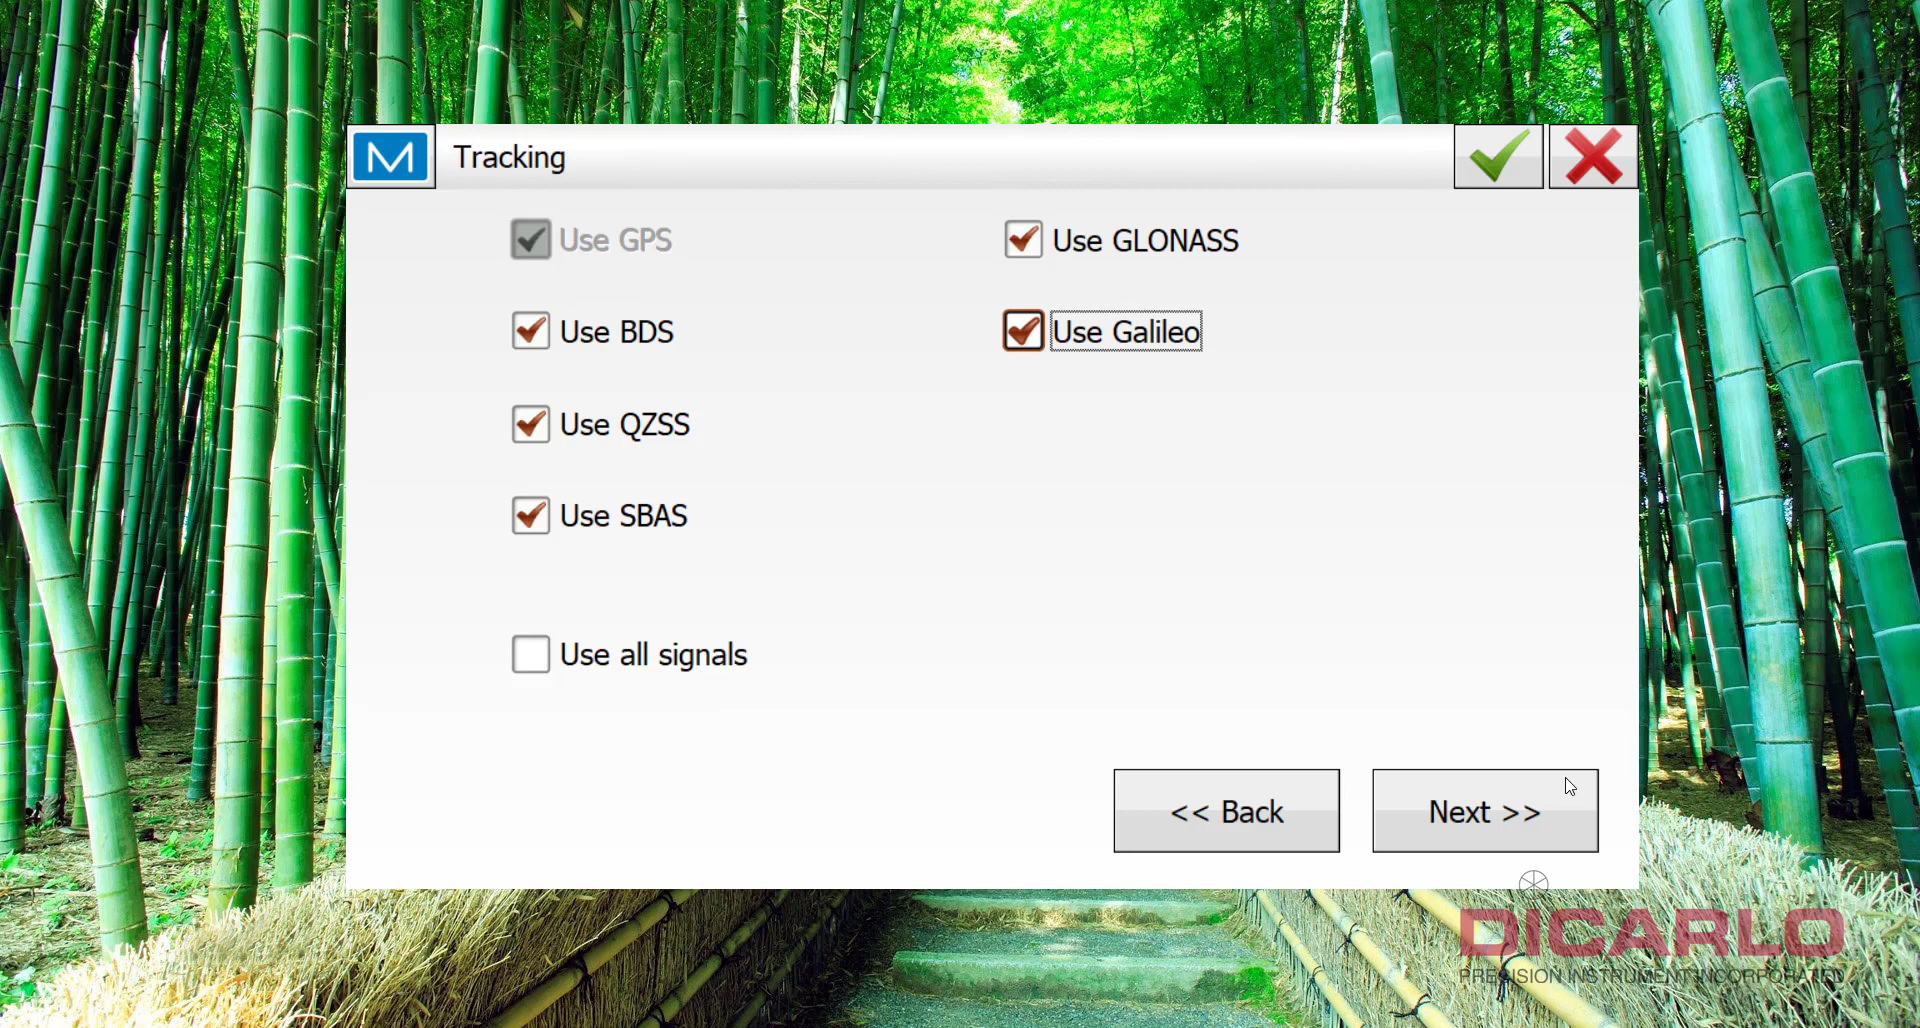 M Tracking
Use GPS
Use GLONASS
Use BDS
Use Galileo
Use QZSS
Use SBAS
Use all signals
<< Back
Next >>
DICARLO
PRECISION INSTRUMENT INCORPORATED